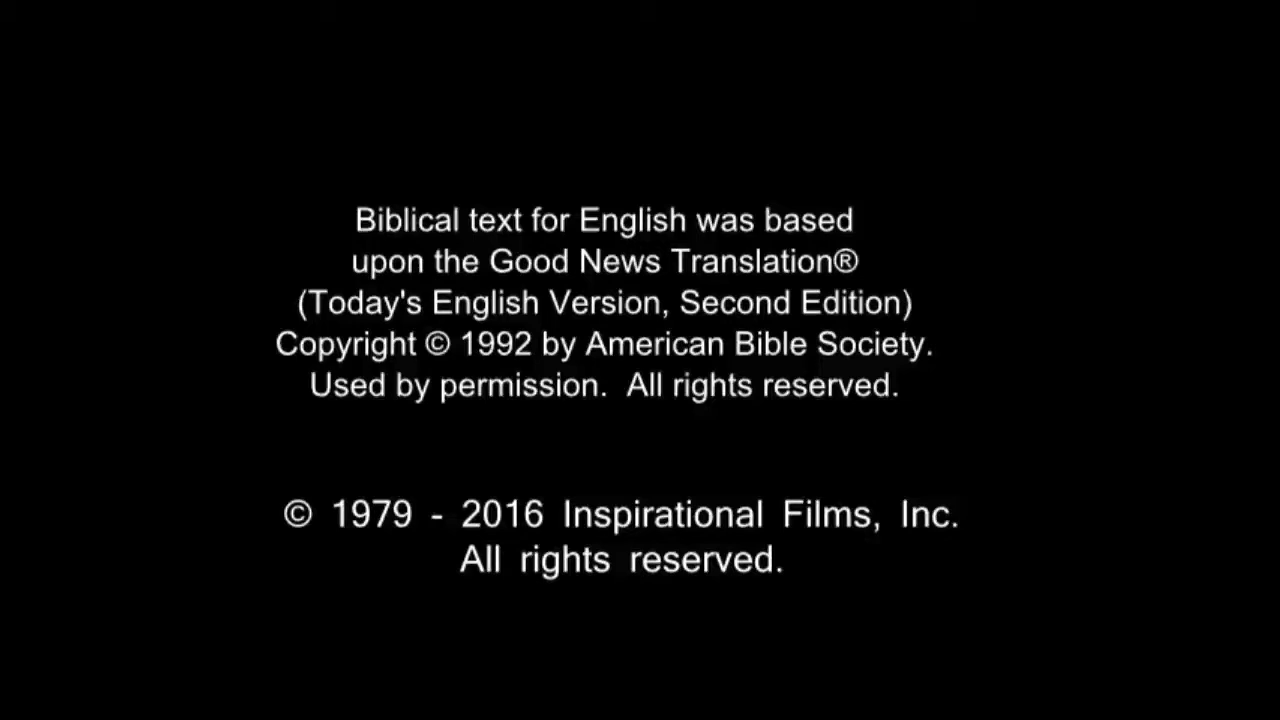 Biblical text for English was based
upon the Good News Translation®
(Today's English Version, Second Edition)
Copyright © 1992 by American Bible Society.
Used by permission.  All rights reserved.
© 1979 - 2016 Inspirational Films, Inc.
All rights reserved.